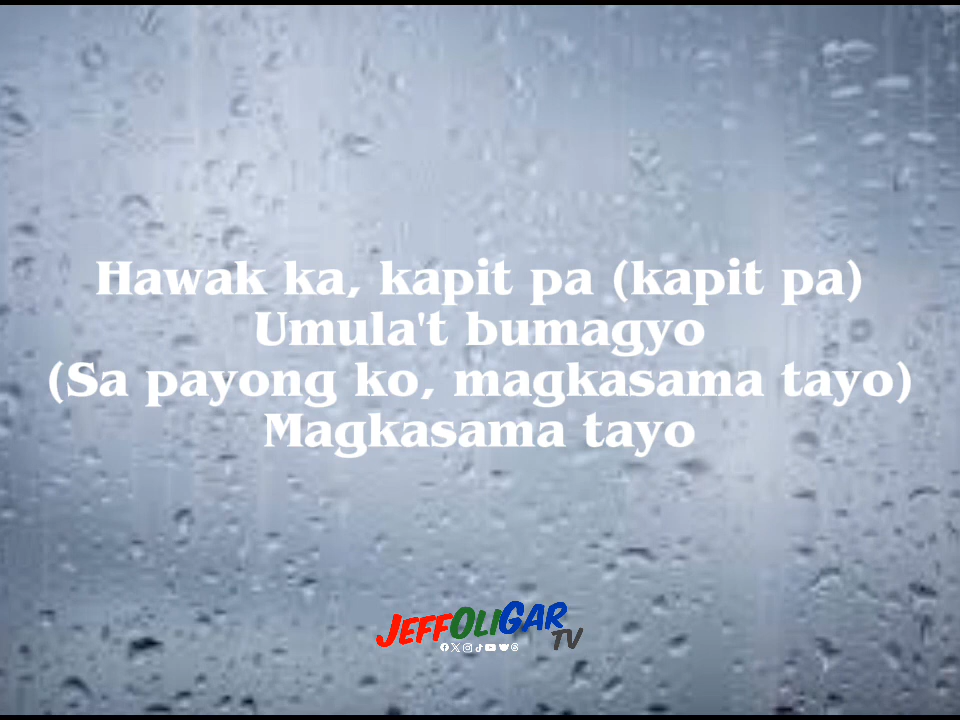 Hawak ka, kapit pa (kapit pa)
Umula't bumagyo
(Sa payong ko, magkasama tayo)
Magkasama tayo
JEFFOLIGAR
TV